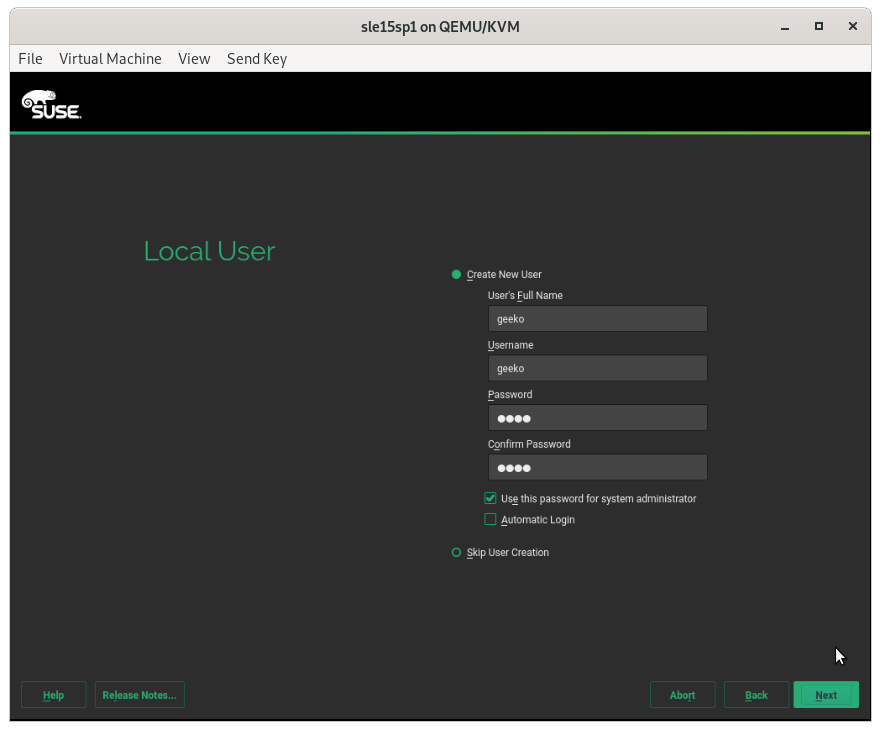 sle15sp1 on QEMU/KVM
File Virtual Machine View Send Key
SUSE.
Local User
Create New User
User's Full Name
geeko
Username
geeko
Password
Confirm Password
Use this password for system administrator
Automatic Login
Skip User Creation
Help Release Notes... Abort Back Next